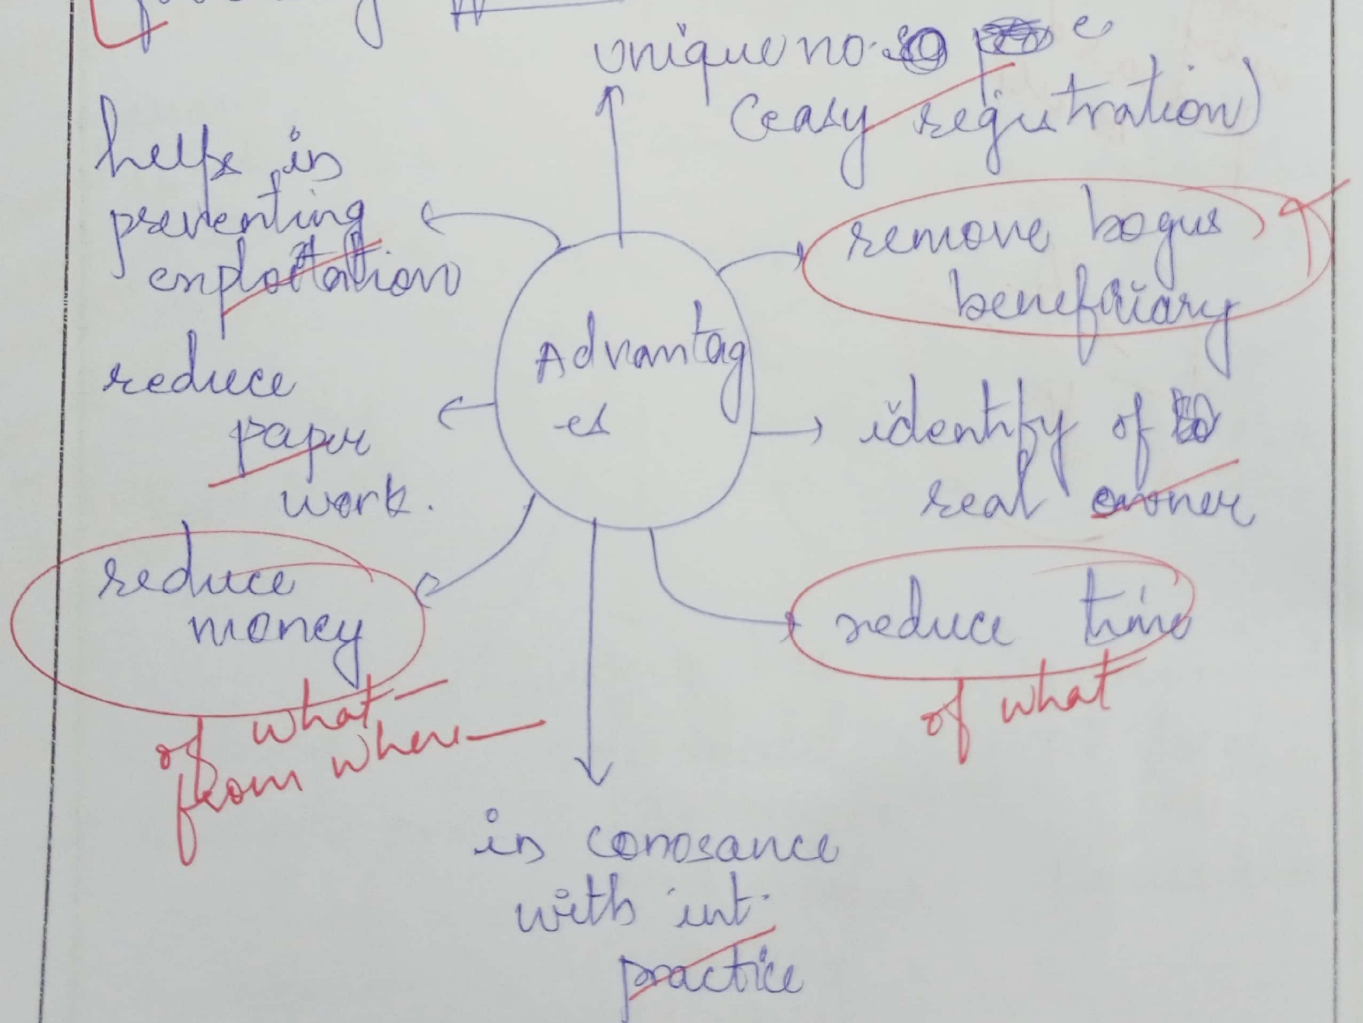 unique no.
(easy registration)
helps in
preventing
exploitation
remove bogus
beneficiary
Advantag
-es
reduce
paper
work.
identify of
real owner
reduce
money
of what
from where
reduce time
of what
in conosance
with int.
practice